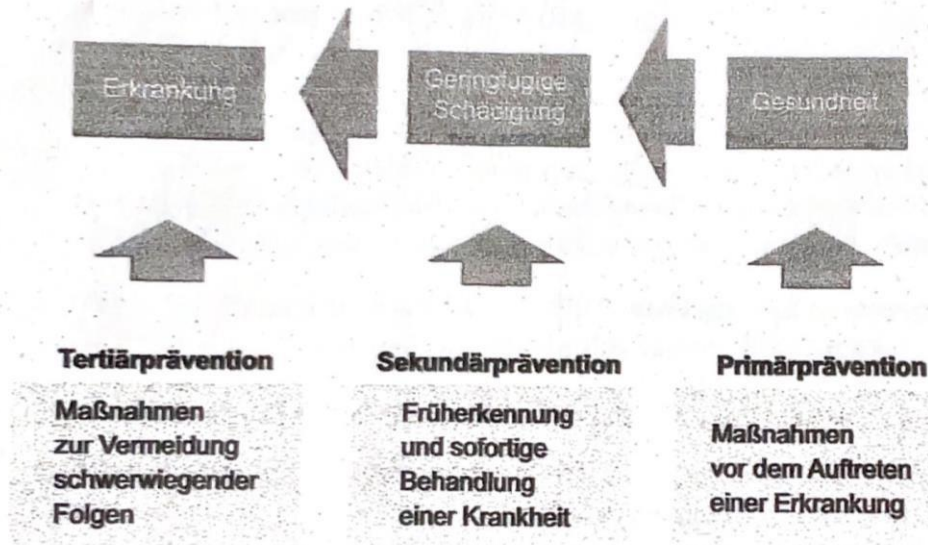 Erkrankung
Geringfügige
Schädigung
Gesundheit
Tertiärprävention
Maßnahmen
zur Vermeidung
schwerwiegender
Folgen
Sekundärprävention
Früherkennung
und sofortige
Behandlung
einer Krankheit
Primärprävention
Maßnahmen
vor dem Auftreten
einer Erkrankung